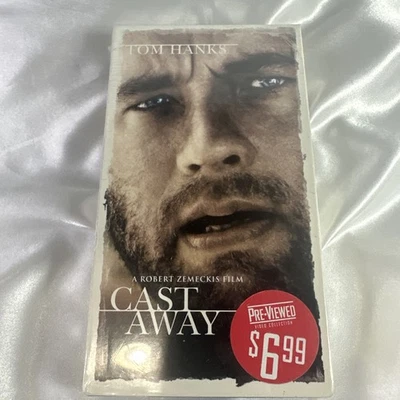 TOM HANKS
A ROBERT ZEMECKIS FILM
CAST
AWAY
PRE-VIEWED
VIDEO COLLECTION
$6.99